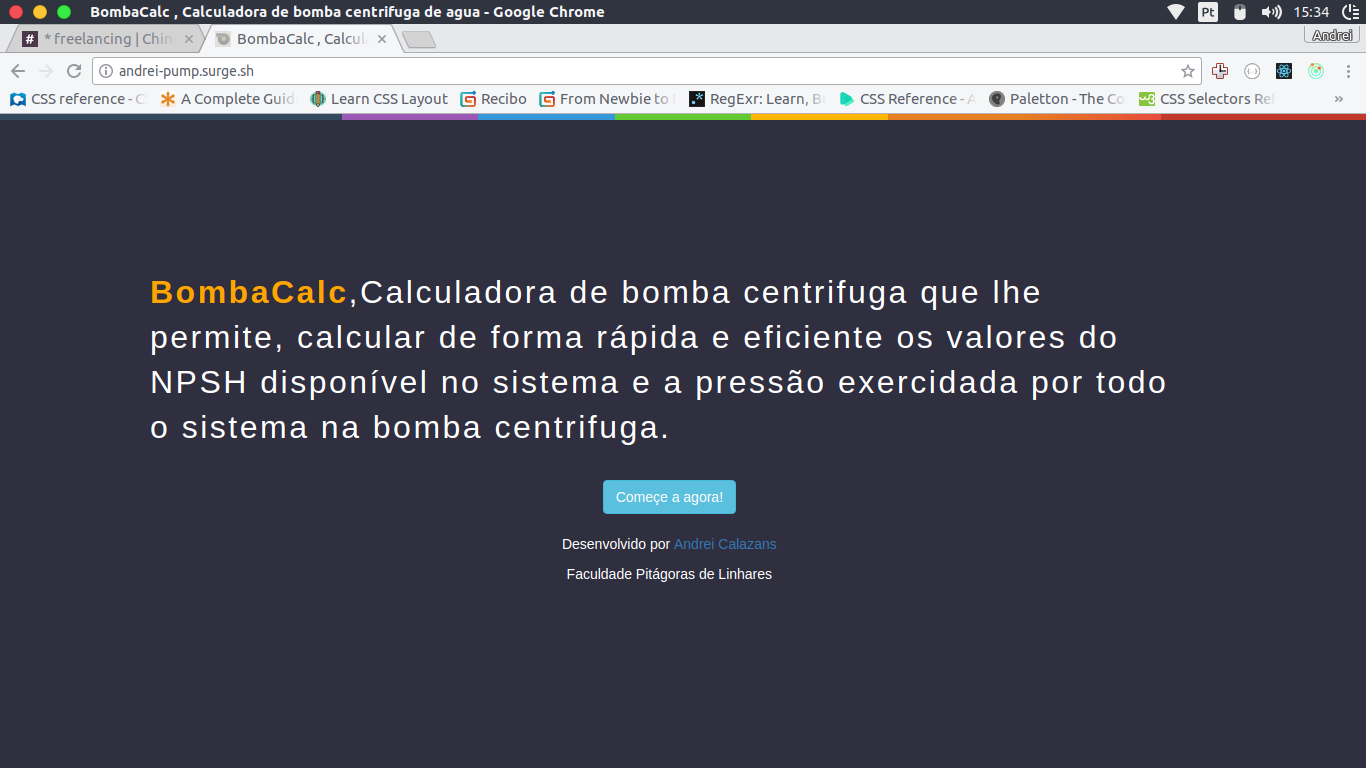 BombaCalc , Calculadora de bomba centrifuga de agua - Google Chrome
Pt
15:34
# * freelancing | Chin
BombaCalc , Calcul
Andrei
andrei-pump.surge.sh
CSS reference - C
A Complete Guid
Learn CSS Layout
Recibo
From Newbie to
RegExr: Learn, B
CSS Reference - A
Paletton - The Co
CSS Selectors Ref
»
BombaCalc,Calculadora de bomba centrifuga que lhe
permite, calcular de forma rápida e eficiente os valores do
NPSH disponível no sistema e a pressão exercidada por todo
o sistema na bomba centrifuga.
Começe a agora!
Desenvolvido por Andrei Calazans
Faculdade Pitágoras de Linhares